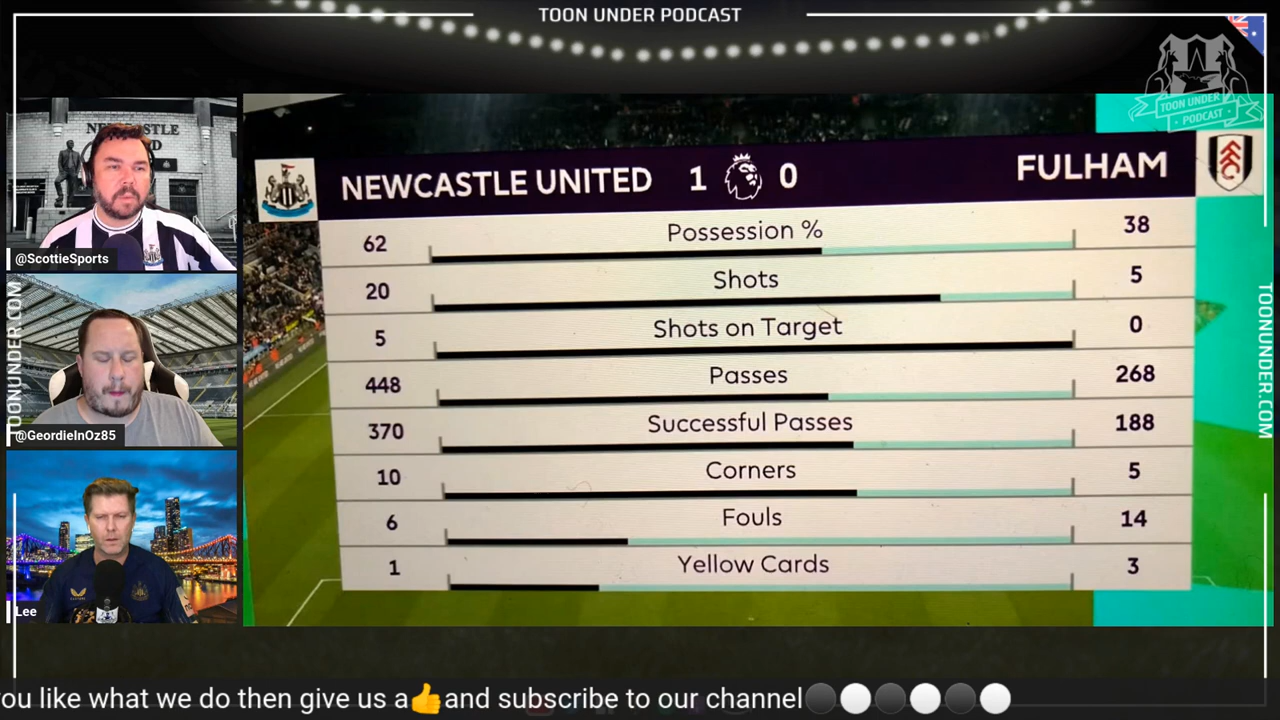 TOON UNDER PODCAST
TOON UNDER
PODCAST
NEWCASTLE
D
@ScottieSports
TOONUNDER.COM
@GeordieInOz85
Lee
NEWCASTLE UNITED 1 0 FULHAM
FFC
62 Possession % 38
20 Shots 5
5 Shots on Target 0
448 Passes 268
370 Successful Passes 188
10 Corners 5
6 Fouls 14
1 Yellow Cards 3
TOONUNDER.COM
ou like what we do then give us a👍and subscribe to our channel⚫⚪⚫⚪⚫⚪